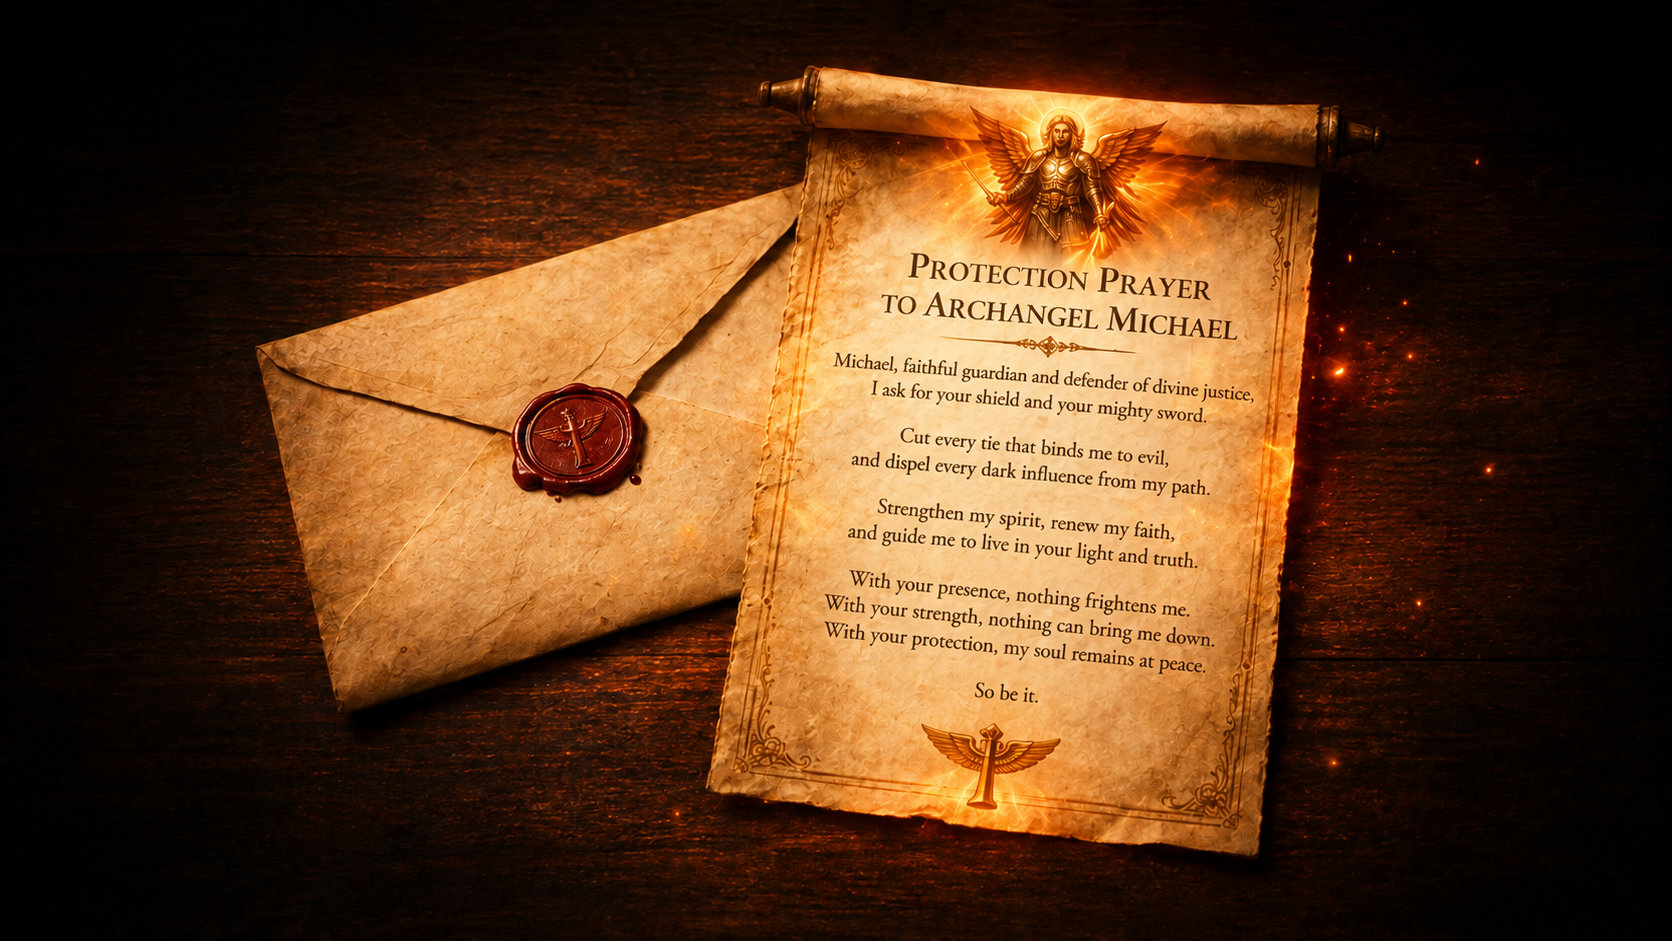 PROTECTION PRAYER
TO ARCHANGEL MICHAEL
Michael, faithful guardian and defender of divine justice,
I ask for your shield and your mighty sword.
Cut every tie that binds me to evil,
and dispel every dark influence from my path.
Strengthen my spirit, renew my faith,
and guide me to live in your light and truth.
With your presence, nothing frightens me.
With your strength, nothing can bring me down.
With your protection, my soul remains at peace.
So be it.